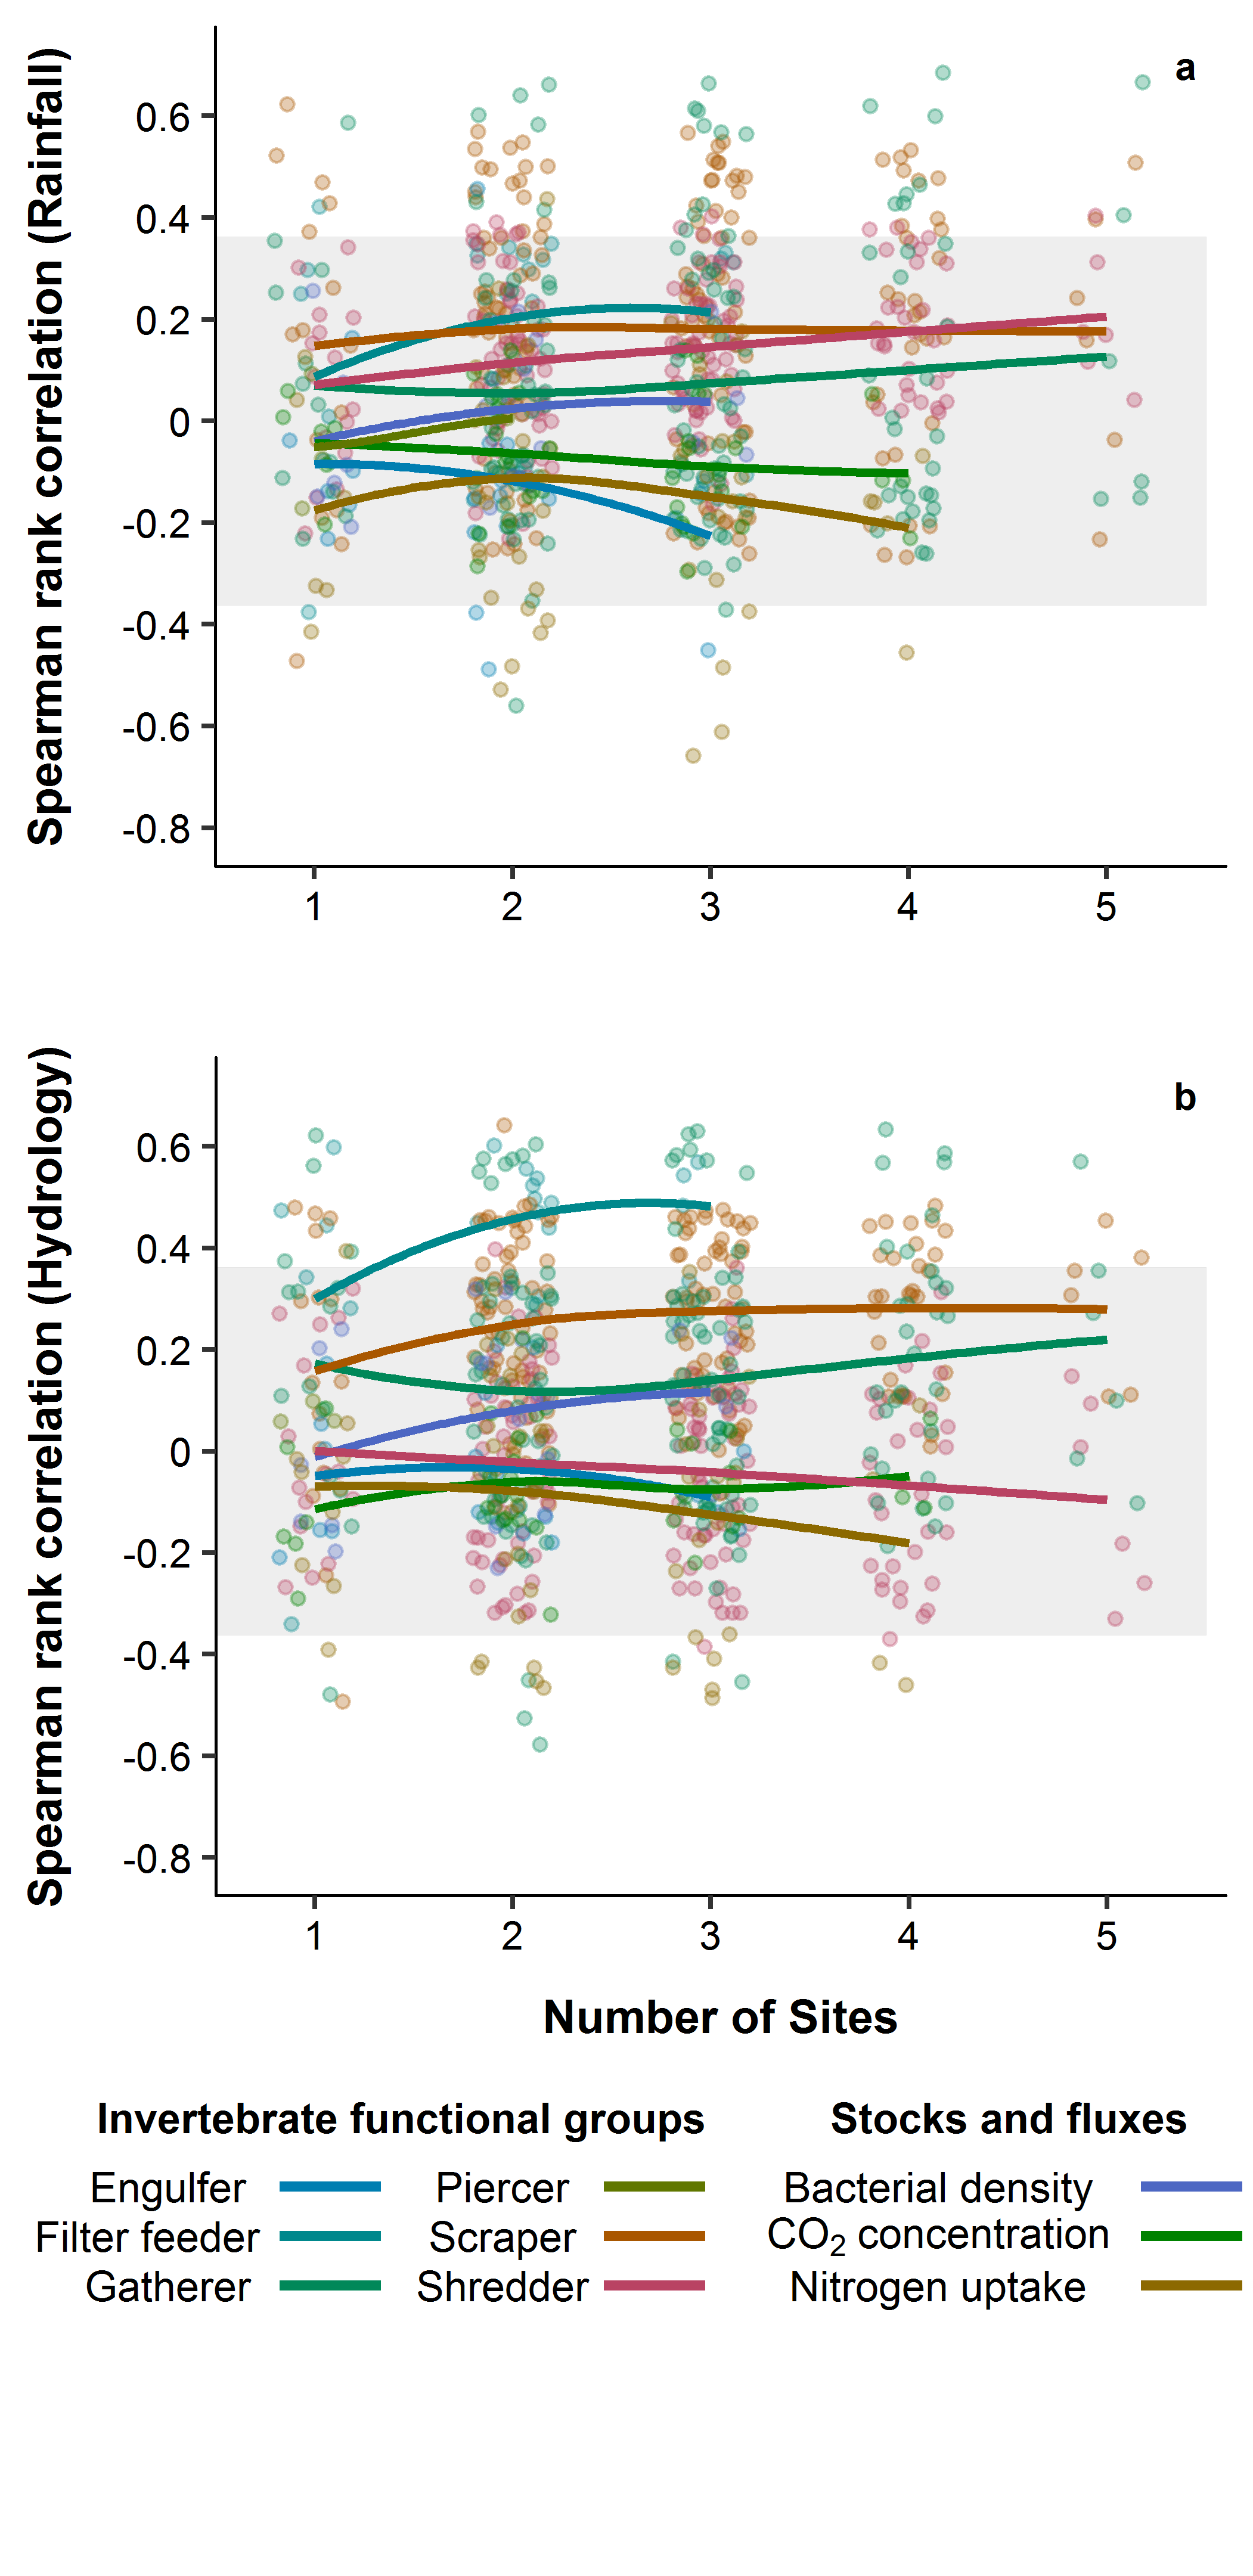 a
Spearman rank correlation (Rainfall)
0.6
0.4
0.2
0
-0.2
-0.4
-0.6
-0.8
1 2 3 4 5
b
Spearman rank correlation (Hydrology)
0.6
0.4
0.2
0
-0.2
-0.4
-0.6
-0.8
1 2 3 4 5
Number of Sites
Invertebrate functional groups Stocks and fluxes
Engulfer Piercer Bacterial density
Filter feeder Scraper CO₂ concentration
Gatherer Shredder Nitrogen uptake